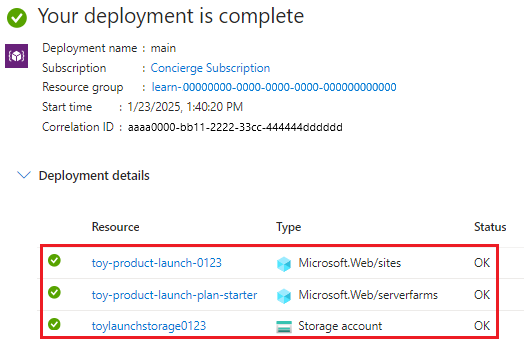 Your deployment is complete
Deployment name : main
Subscription : Concierge Subscription
Resource group : learn-00000000-0000-0000-0000-000000000000
Start time : 1/23/2025, 1:40:20 PM
Correlation ID : aaaa0000-bb11-2222-33cc-444444dddddd
Deployment details
Resource Type Status
toy-product-launch-0123 Microsoft.Web/sites OK
toy-product-launch-plan-starter Microsoft.Web/serverfarms OK
toylaunchstorage0123 Storage account OK